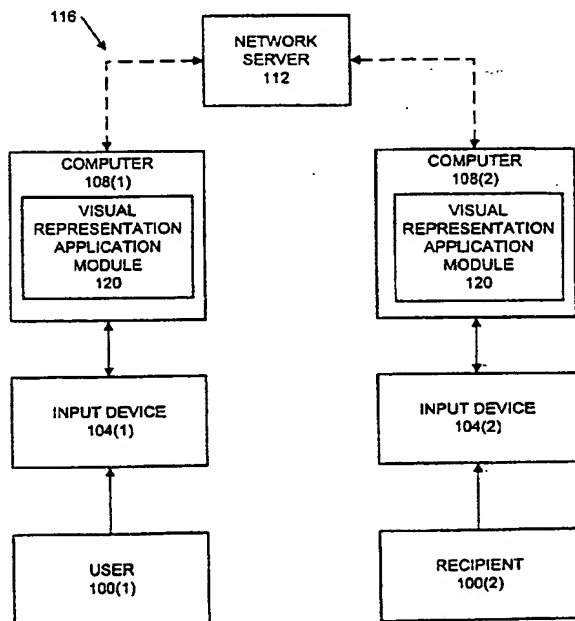 116
NETWORK
SERVER
112
COMPUTER
108(1)
VISUAL
REPRESENTATION
APPLICATION
MODULE
120
COMPUTER
108(2)
VISUAL
REPRESENTATION
APPLICATION
MODULE
120
INPUT DEVICE
104(1)
INPUT DEVICE
104(2)
USER
100(1)
RECIPIENT
100(2)